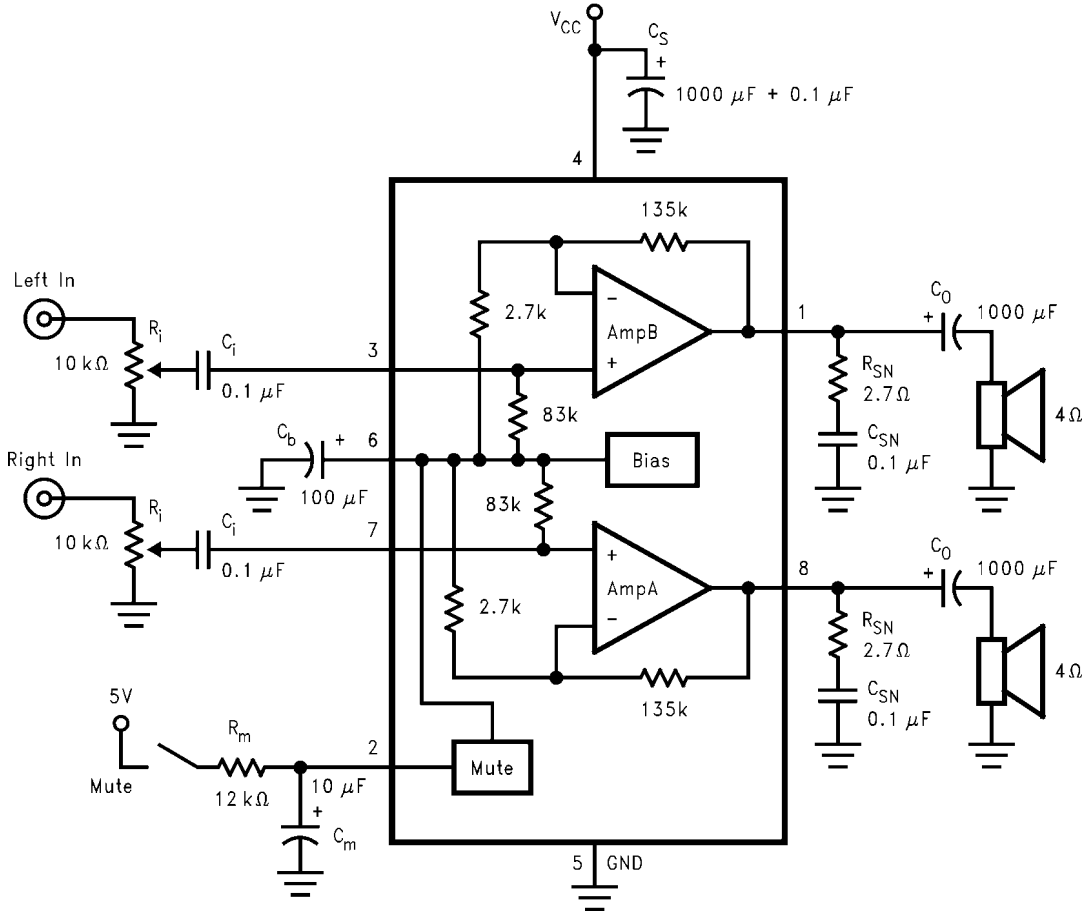 V_CC
C_S
+
1000 μF + 0.1 μF
4
135k
Left In
R_i
10 kΩ
C_i
0.1 μF
3
2.7k
−
AmpB
+
1
C_O
+
1000 μF
R_SN
2.7Ω
C_SN
0.1 μF
4Ω
83k
C_b
+
6
100 μF
Bias
Right In
R_i
10 kΩ
C_i
0.1 μF
7
83k
2.7k
+
AmpA
−
8
C_O
+
1000 μF
R_SN
2.7Ω
C_SN
0.1 μF
4Ω
135k
5V
Mute
R_m
12 kΩ
2
10 μF
+
C_m
Mute
5
GND